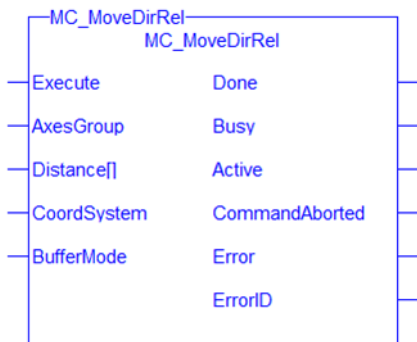 MC_MoveDirRel
MC_MoveDirRel
Execute Done
AxesGroup Busy
Distance[] Active
CoordSystem CommandAborted
BufferMode Error
ErrorID